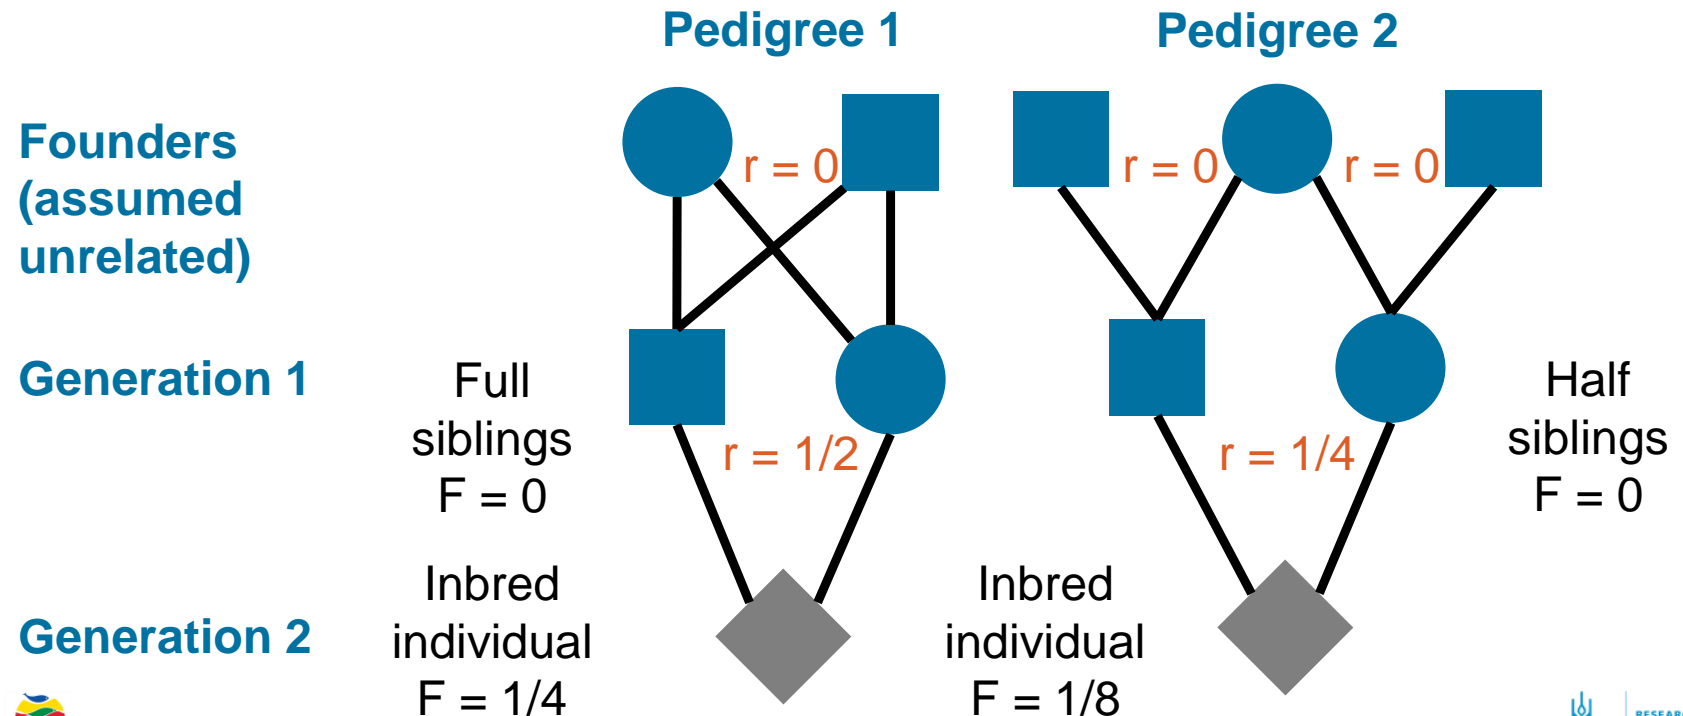 Pedigree 1
Pedigree 2
Founders
(assumed
unrelated)
r = 0
r = 0
r = 0
Generation 1
Full
siblings
F = 0
r = 1/2
r = 1/4
Half
siblings
F = 0
Generation 2
Inbred
individual
F = 1/4
Inbred
individual
F = 1/8